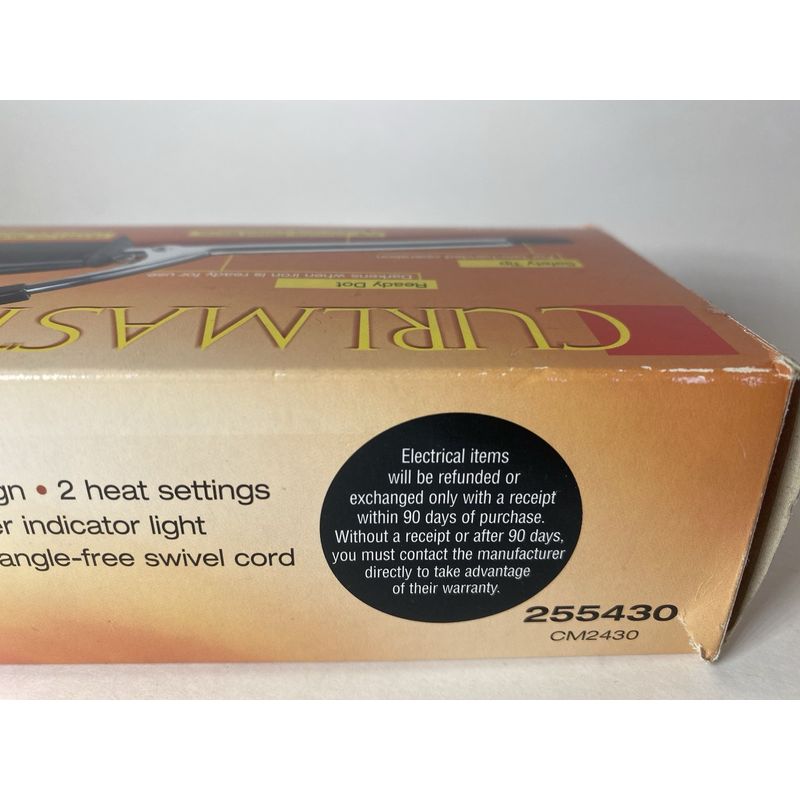 Safety Tip
Darkens when iron is ready for use
Ready Dot
CURLMAS
gn • 2 heat settings
er indicator light
angle-free swivel cord
Electrical items
will be refunded or
exchanged only with a receipt
within 90 days of purchase.
Without a receipt or after 90 days,
you must contact the manufacturer
directly to take advantage
of their warranty.
255430
CM2430